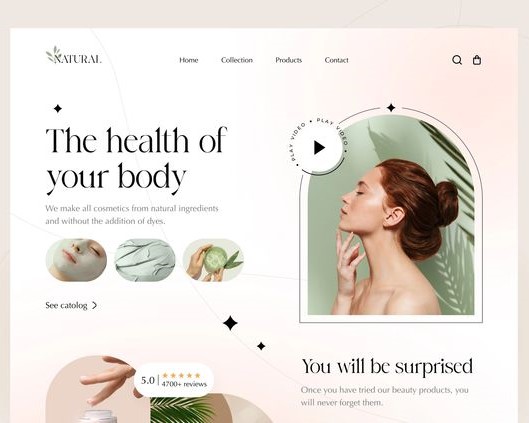 NATURAL
Home
Collection
Products
Contact
PLAY VIDEO ✦ PLAY VIDEO ✦
The health of
your body
We make all cosmetics from natural ingredients
and without the addition of dyes.
See catolog
5.0
4700+ reviews
You will be surprised
Once you have tried our beauty products, you
will never forget them.